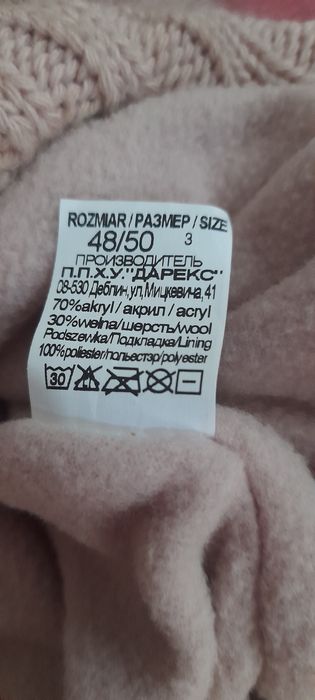 ROZMIAR / РАЗМЕР / SIZE
48/50 3
ПРОИЗВОДИТЕЛЬ
П.П.Х.У."ДАРЕКС"
08-530 Деблин,ул,Мицкевича,41
70%akryl / акрил / acryl
30%wełna/шерсть/wool
Podszewka/Подкладка/Lining
100%poliester/польестэр/polyester
30